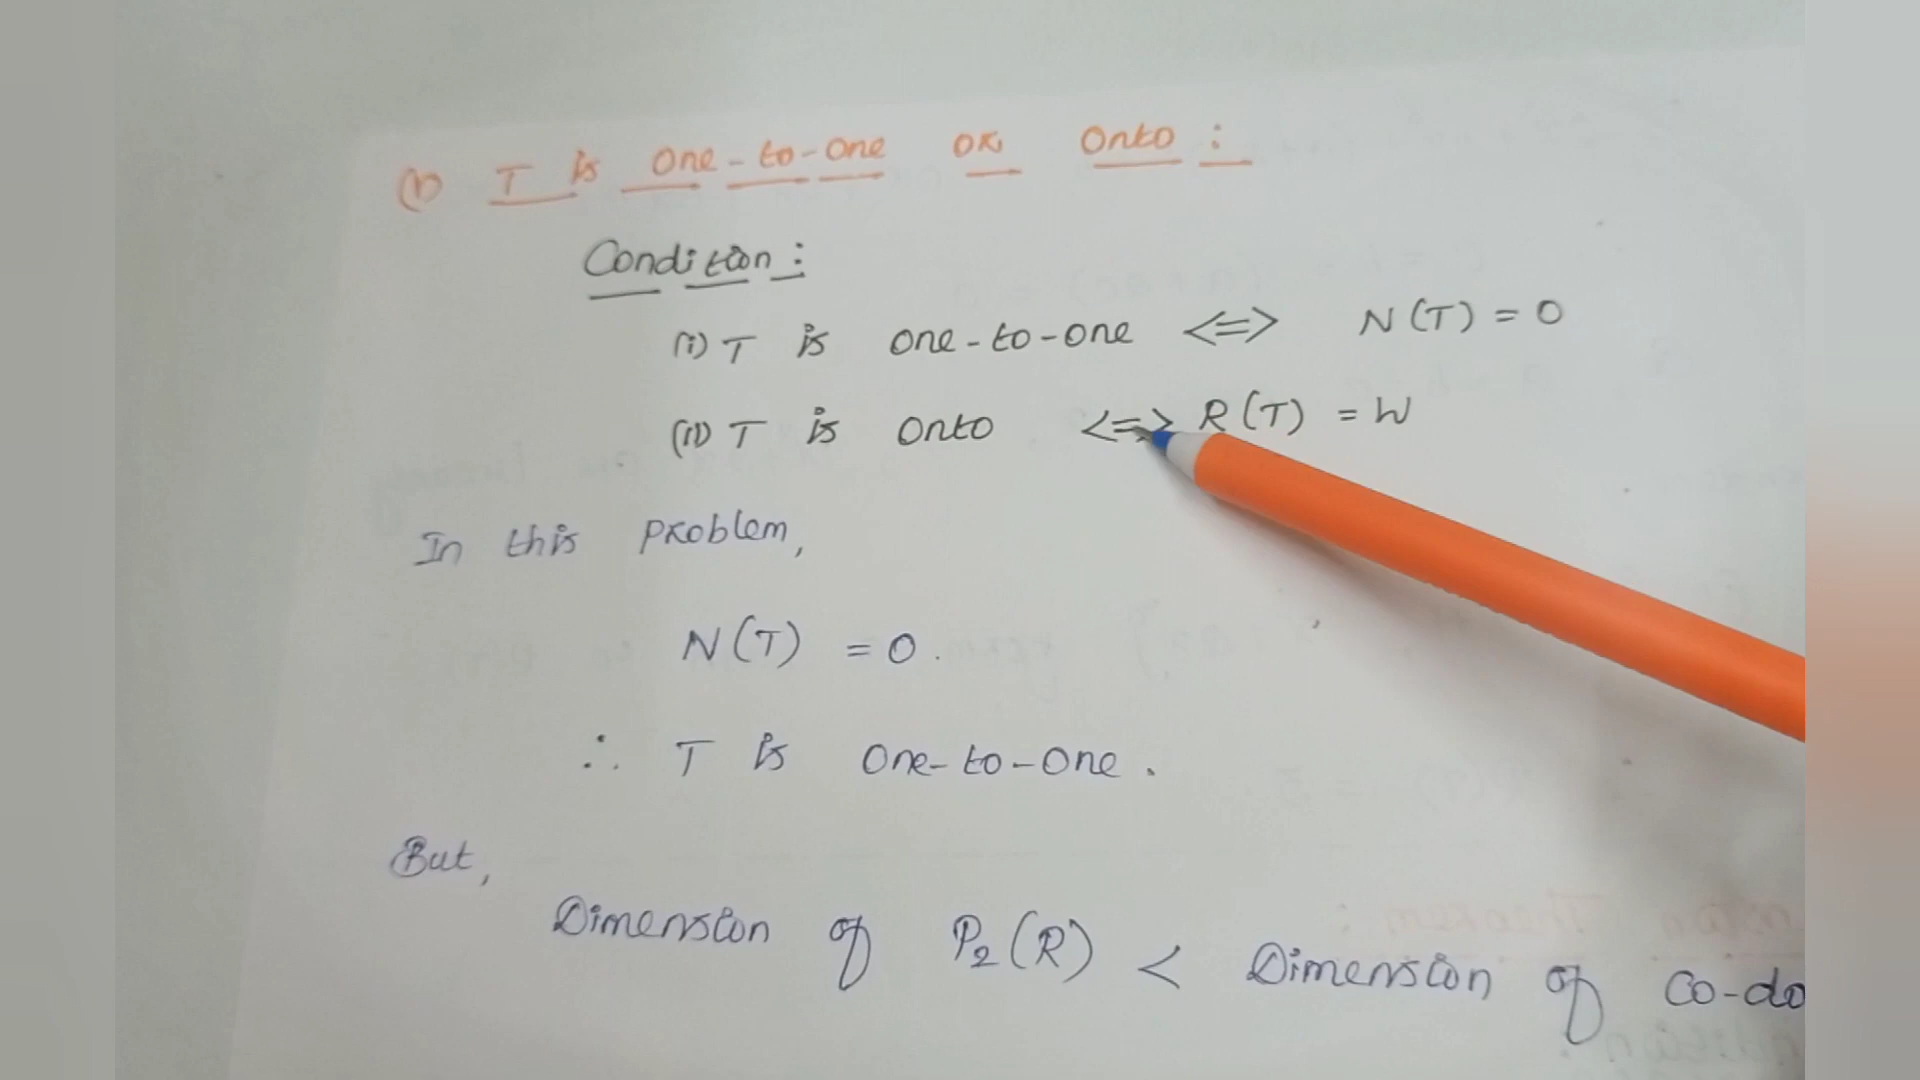 (v) T is one-to-one or onto :
Condition :
(i) T is one-to-one <=> N(T) = 0
(ii) T is onto <=> R(T) = W
In this problem,
N(T) = 0.
∴ T is one-to-one.
But,
Dimension of P₂(R) < Dimension of co-do